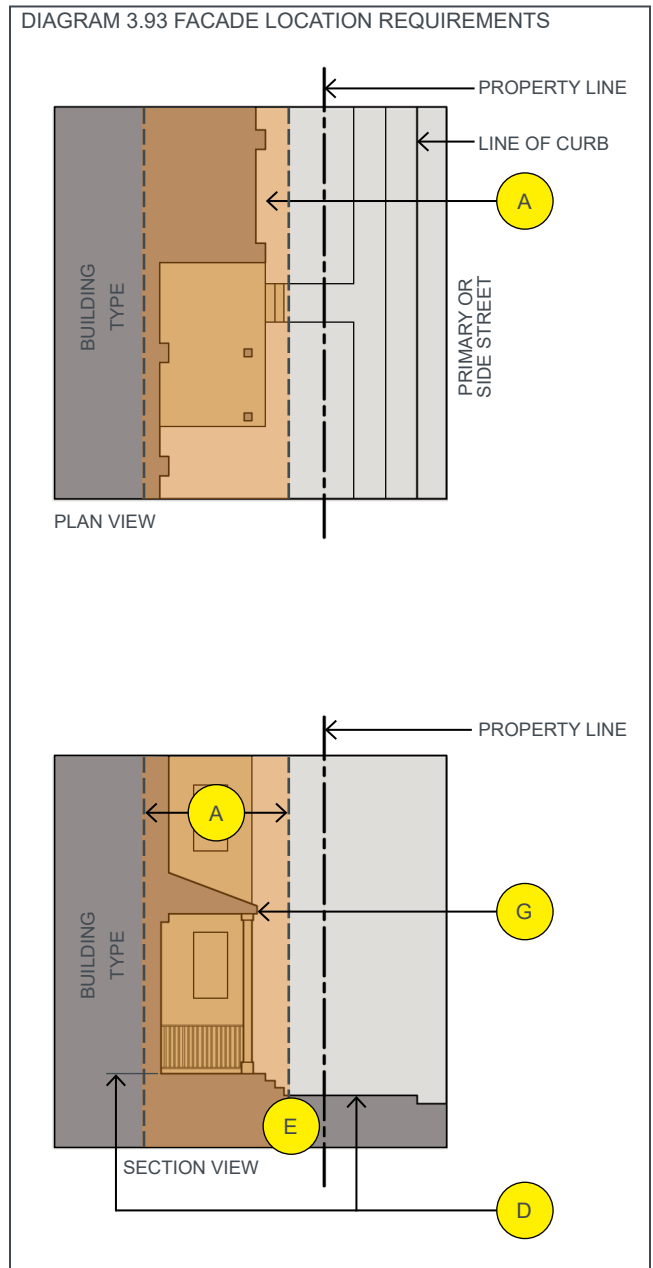 DIAGRAM 3.93 FACADE LOCATION REQUIREMENTS
PROPERTY LINE
LINE OF CURB
A
BUILDING
TYPE
PRIMARY OR
SIDE STREET
PLAN VIEW
PROPERTY LINE
A
G
BUILDING
TYPE
E
SECTION VIEW
D